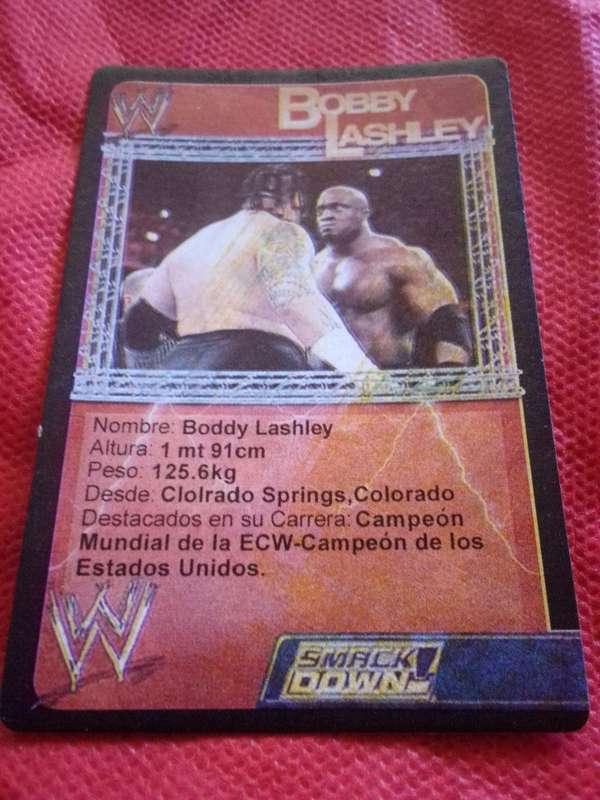 W
BOBBY
LASHLEY
Nombre: Boddy Lashley
Altura: 1 mt 91cm
Peso: 125.6kg
Desde: Clolrado Springs,Colorado
Destacados en su Carrera: Campeón
Mundial de la ECW-Campeón de los
Estados Unidos.
W
SMACK
DOWN!